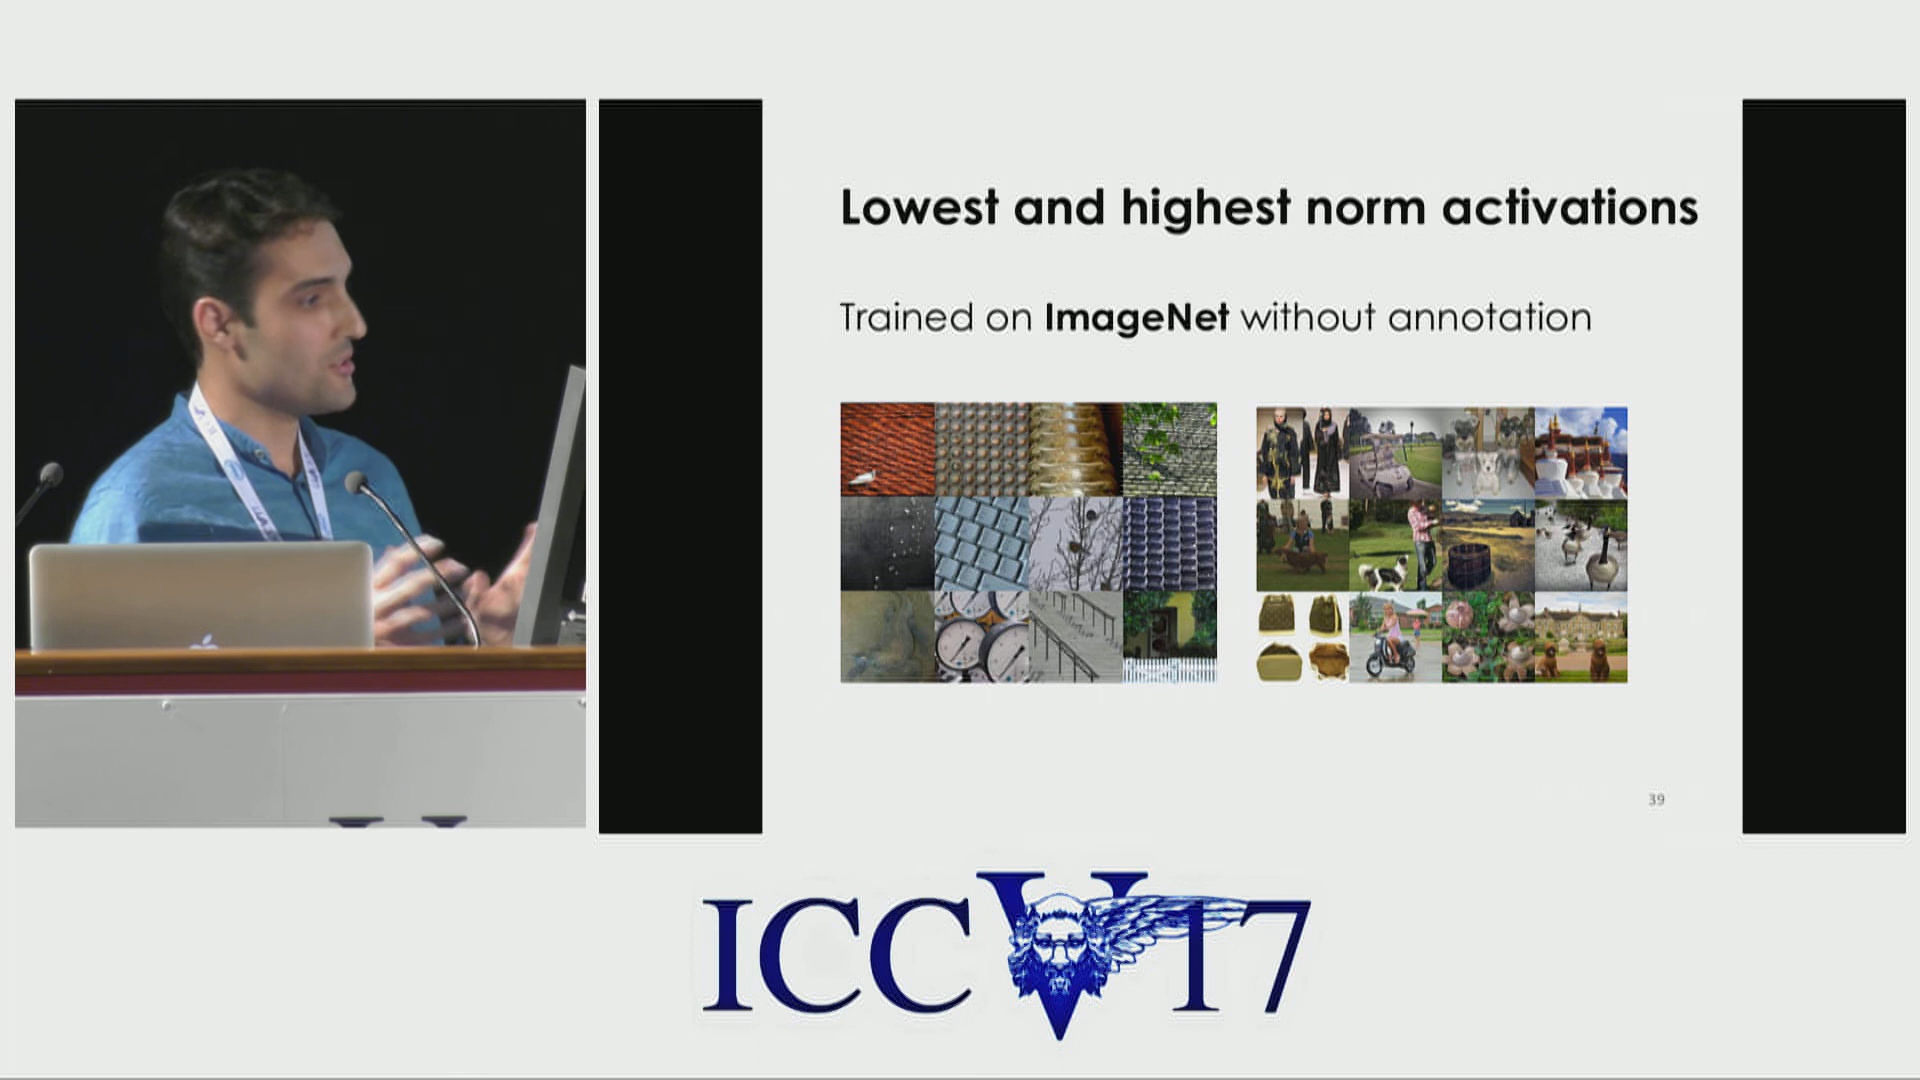 Lowest and highest norm activations
Trained on ImageNet without annotation
39
ICCV17